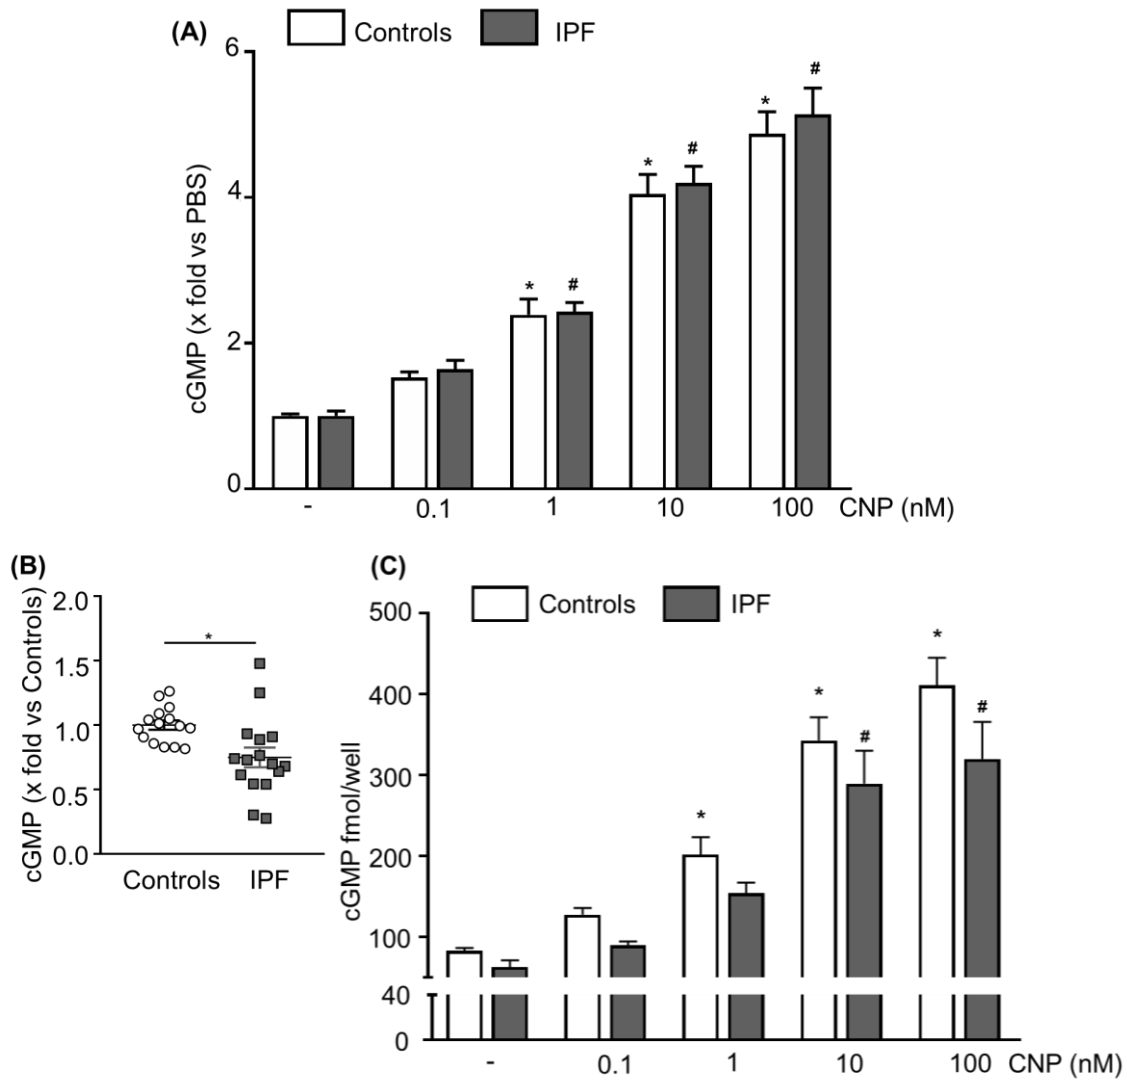 (A)
Controls IPF
cGMP (x fold vs PBS)
6
4
2
0
* # * # * #
- 0.1 1 10 100 CNP (nM)
(B)
cGMP (x fold vs Controls)
2.0
1.5
1.0
0.5
0.0
*
Controls IPF
(C)
Controls IPF
cGMP fmol/well
500
400
300
200
100
40
0
* * # * #
- 0.1 1 10 100 CNP (nM)